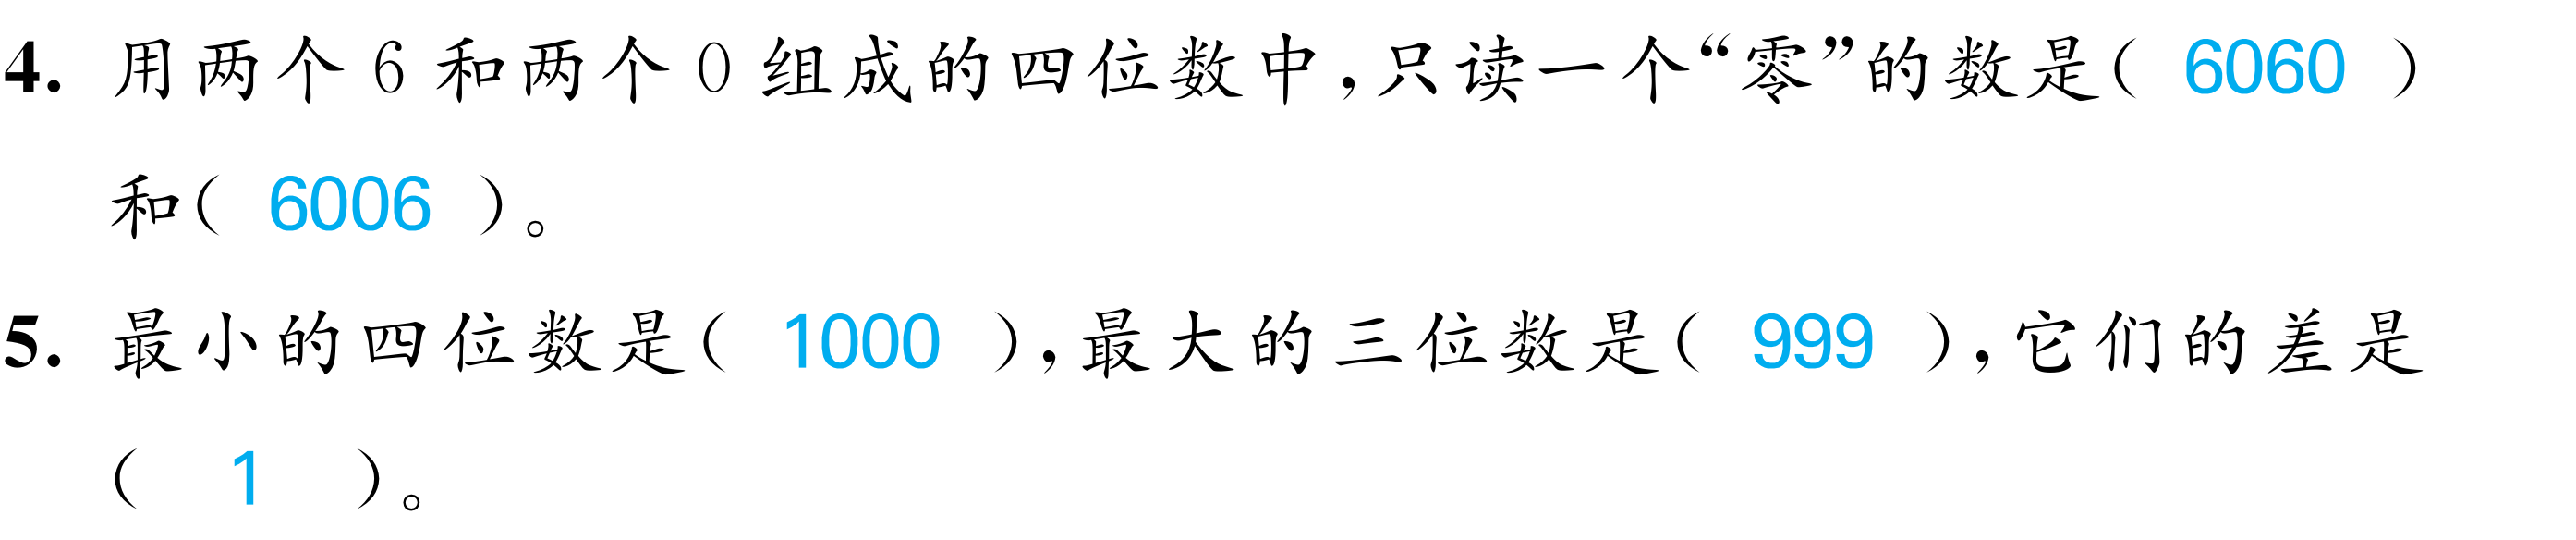 4. 用两个 6 和两个 0 组成的四位数中,只读一个“零”的数是( 6060 )
和( 6006 )。
5. 最小的四位数是( 1000 ),最大的三位数是( 999 ),它们的差是
( 1 )。